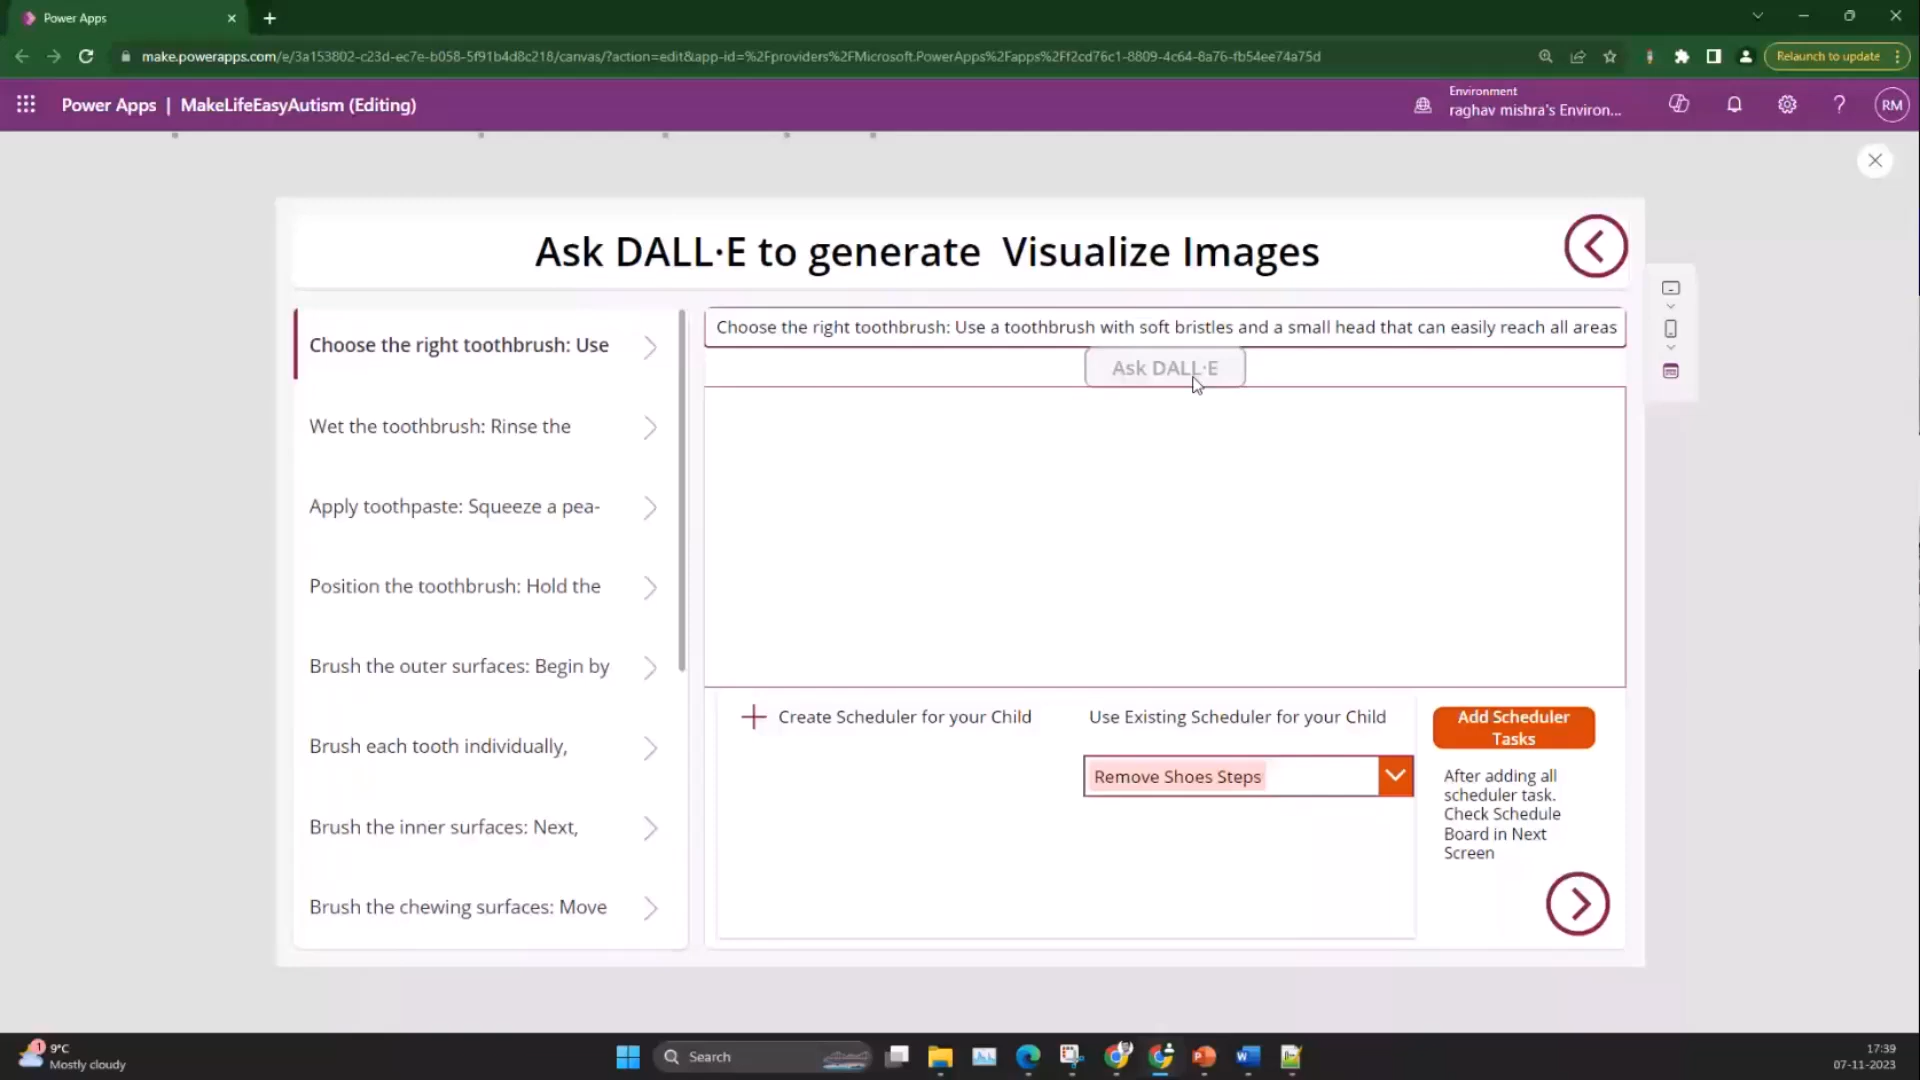 Power Apps
make.powerapps.com/e/3a153802-c23d-ec7e-b058-5f91b4d8c218/canvas/?action=edit&app-id=%2Fproviders%2FMicrosoft.PowerApps%2Fapps%2Ff2cd76c1-8809-4c64-8a76-fb54ee74a75d
Relaunch to update
Power Apps | MakeLifeEasyAutism (Editing)
Environment
raghav mishra's Environ...
RM
Ask DALL·E to generate Visualize Images
Choose the right toothbrush: Use
Wet the toothbrush: Rinse the
Apply toothpaste: Squeeze a pea-
Position the toothbrush: Hold the
Brush the outer surfaces: Begin by
Brush each tooth individually,
Brush the inner surfaces: Next,
Brush the chewing surfaces: Move
Choose the right toothbrush: Use a toothbrush with soft bristles and a small head that can easily reach all areas
Ask DALL·E
Create Scheduler for your Child
Use Existing Scheduler for your Child
Remove Shoes Steps
Add Scheduler
Tasks
After adding all
scheduler task.
Check Schedule
Board in Next
Screen
1
9°C
Mostly cloudy
Search
17:39
07-11-2023